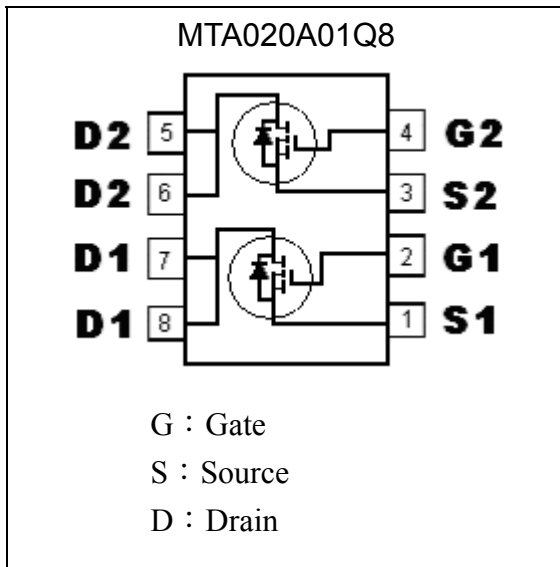 MTA020A01Q8
D2 5 4 G2
D2 6 3 S2
D1 7 2 G1
D1 8 1 S1
G：Gate
S：Source
D：Drain